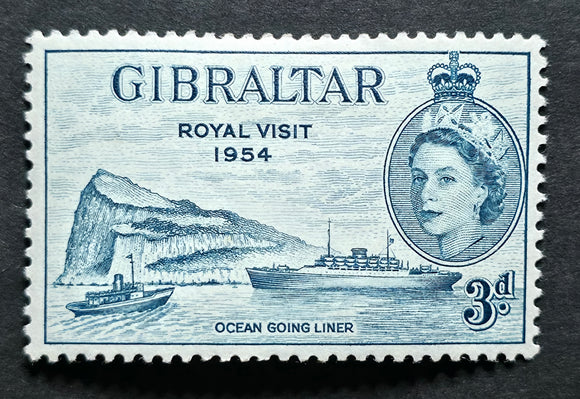 GIBRALTAR
ROYAL VISIT
1954
3d
OCEAN GOING LINER